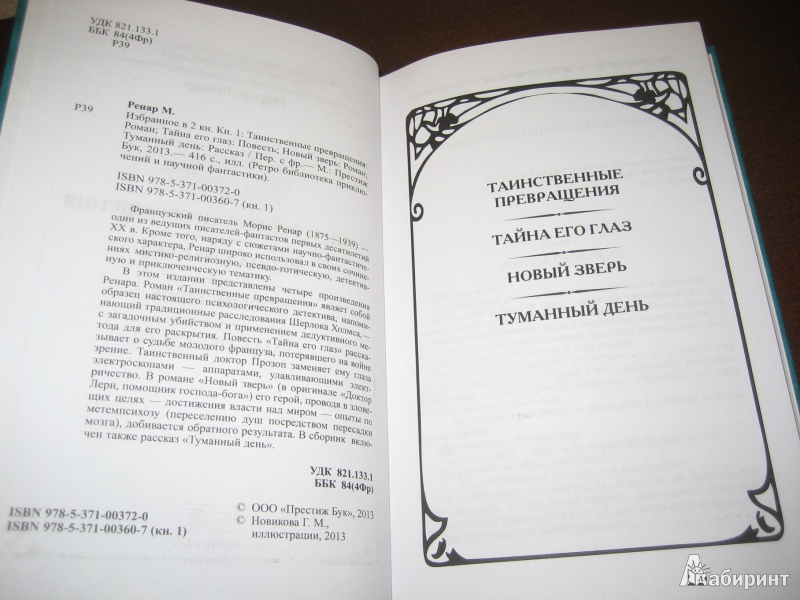 УДК 821.133.1
ББК 84(4Фр)
Р39
Ренар М.
Р39
Избранное в 2 кн. Кн. 1: Таинственные превращения:
Роман; Тайна его глаз: Повесть; Новый зверь: Роман;
Туманный день: Рассказ / Пер. с фр.— М.: Престиж
Бук, 2013.— 416 с., илл. (Ретро библиотека приклю-
чений и научной фантастики).
ISBN 978-5-371-00372-0
ISBN 978-5-371-00360-7 (кн. 1)
Французский писатель Морис Ренар (1875—1939) —
один из ведущих писателей-фантастов первых десятилетий
XX в. Кроме того, наряду с сюжетами научно-фантастиче-
ского характера, Ренар широко использовал в своих сочине-
ниях мистико-религиозную, псевдо-готическую, детектив-
ную и приключенческую тематику.
В этом издании представлены четыре произведения
Ренара. Роман «Таинственные превращения» являет собой
образец настоящего психологического детектива, напоми-
нающий традиционные расследования Шерлока Холмса,—
с загадочным убийством и применением дедуктивного ме-
тода для его раскрытия. Повесть «Тайна его глаз» расска-
зывает о судьбе молодого француза, потерявшего на войне
зрение. Таинственный доктор Прозоп заменяет ему глаза
электроскопами — аппаратами, улавливающими элект-
ричество. В романе «Новый зверь» (в оригинале «Доктор
Лерн, помощник господа-бога») его герой, проводя в злове-
щих целях — достижения власти над миром — опыты по
метемпсихозу (переселению душ посредством пересадки
мозга), добивается обратного результата. В сборник вклю-
чен также рассказ «Туманный день».
УДК 821.133.1
ББК 84(4Фр)
ISBN 978-5-371-00372-0
ISBN 978-5-371-00360-7 (кн. 1)
© ООО «Престиж Бук», 2013
© Новикова Г. М.,
иллюстрации, 2013
ТАИНСТВЕННЫЕ
ПРЕВРАЩЕНИЯ
ТАЙНА ЕГО ГЛАЗ
НОВЫЙ ЗВЕРЬ
ТУМАННЫЙ ДЕНЬ
Лабиринт